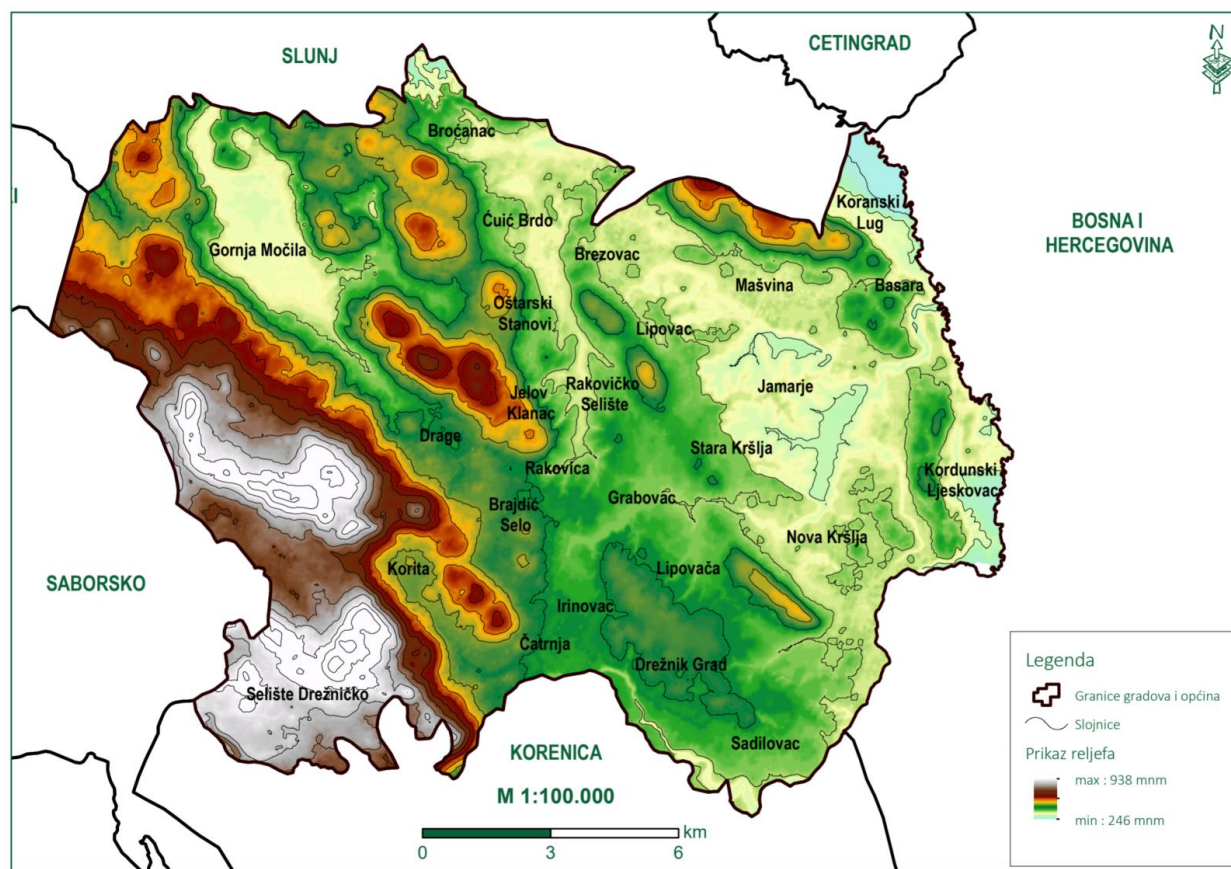 SLUNJ
CETINGRAD
N
Broćanac
KI
Koranski
Lug
BOSNA I
HERCEGOVINA
Čuić Brdo
Gornja Močila
Brezovac
Mašvina
Basara
Oštarski
Stanovi
Lipovac
Jelov
Klanac
Rakovičko
Selište
Jamarje
Drage
Stara Kršlja
Rakovica
Kordunski
Ljeskovac
Brajdić
Selo
Grabovac
Nova Kršlja
SABORSKO
Korita
Lipovača
Irinovac
Čatrnja
Drežnik Grad
Selište Drežničko
Sadilovac
KORENICA
M 1:100.000
km
0
3
6
Legenda
Granice gradova i općina
Slojnice
Prikaz reljefa
max : 938 mnm
min : 246 mnm